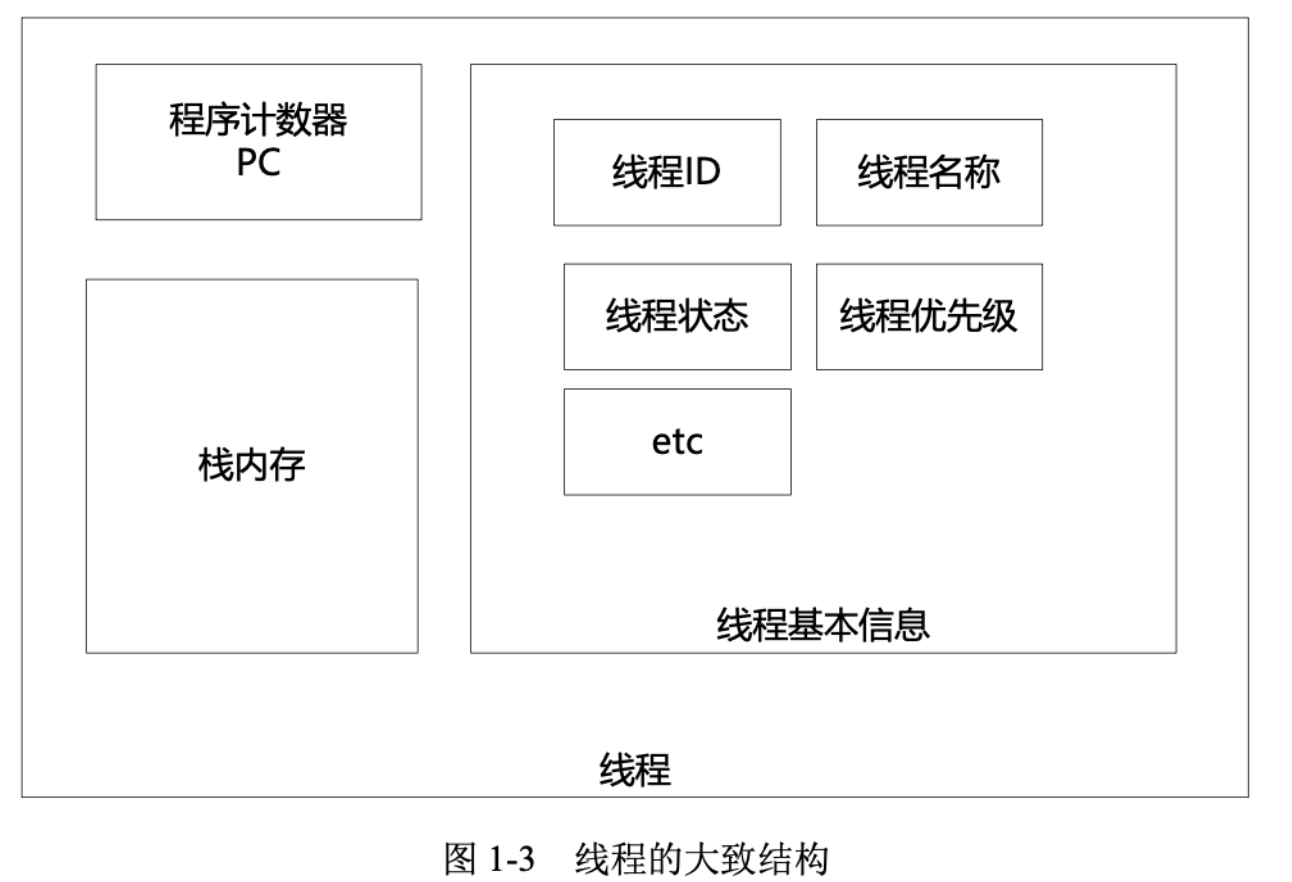 程序计数器
PC
线程ID
线程名称
线程状态
线程优先级
栈内存
etc
线程基本信息
线程
图 1-3 线程的大致结构